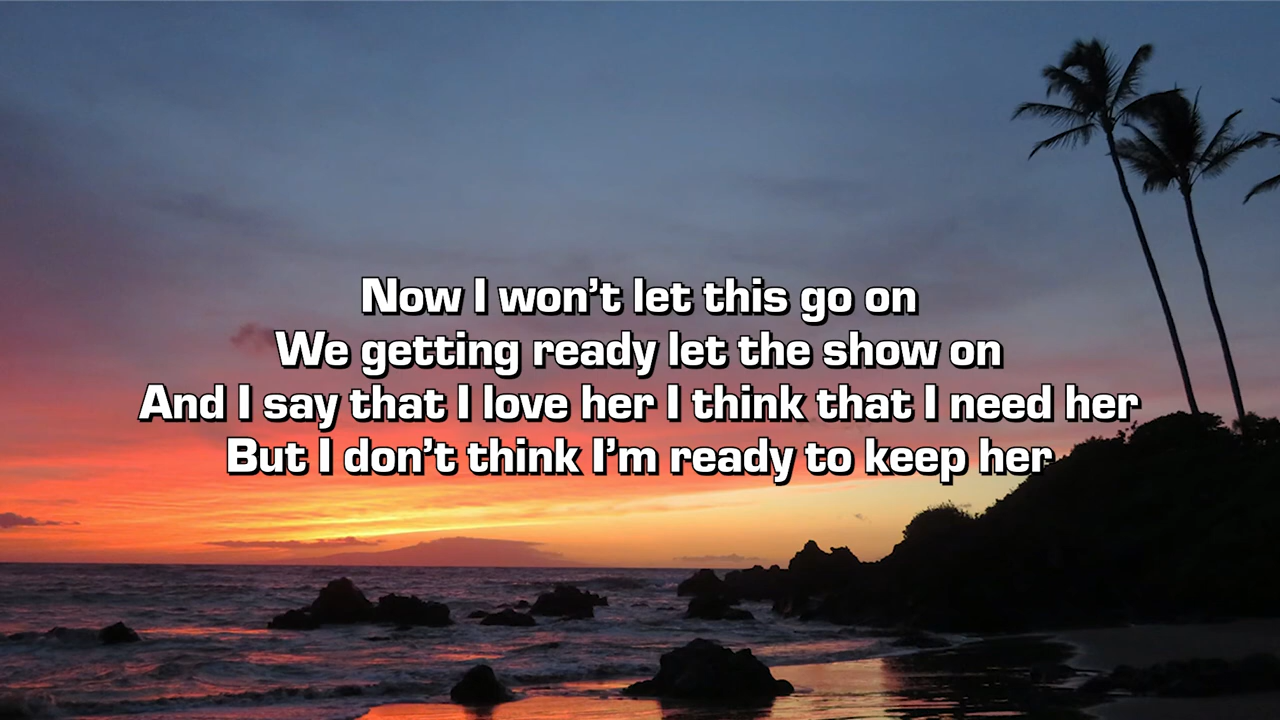 Now I won’t let this go on
We getting ready let the show on
And I say that I love her I think that I need her
But I don’t think I’m ready to keep her